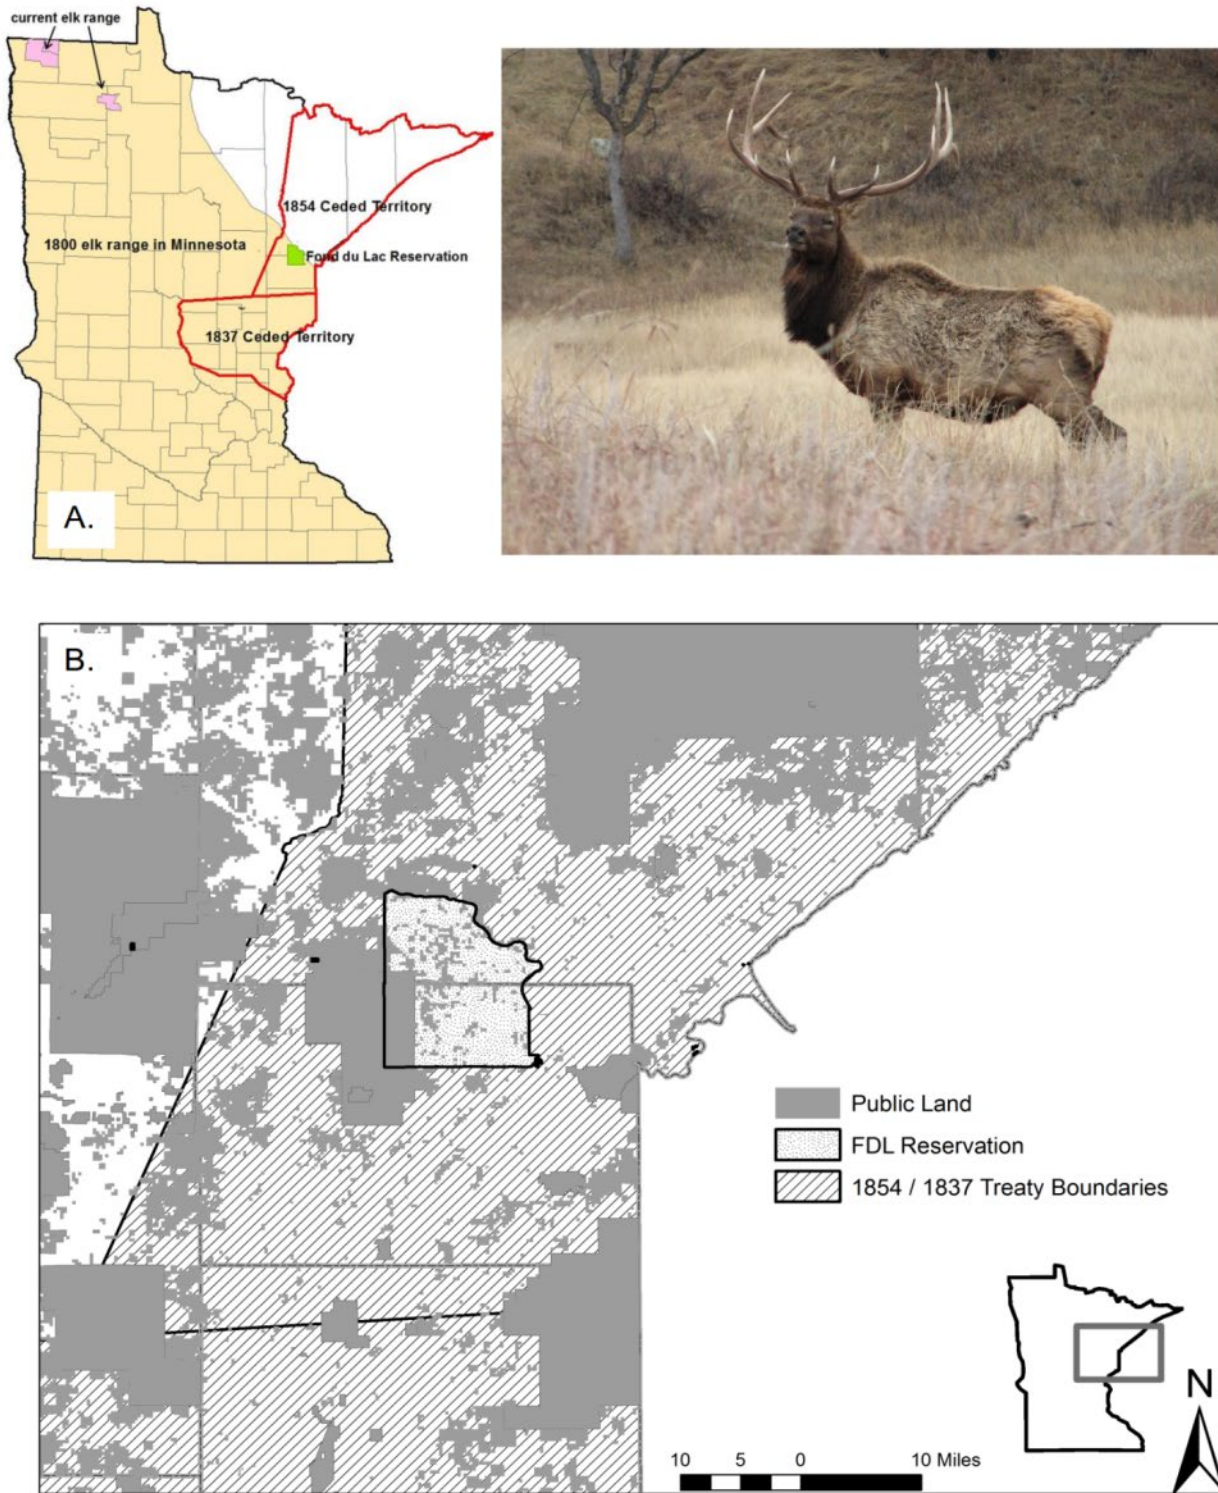 current elk range
1854 Ceded Territory
1800 elk range in Minnesota
Fond du Lac Reservation
1837 Ceded Territory
A.
B.
Public Land
FDL Reservation
1854 / 1837 Treaty Boundaries
N
10 5 0 10 Miles